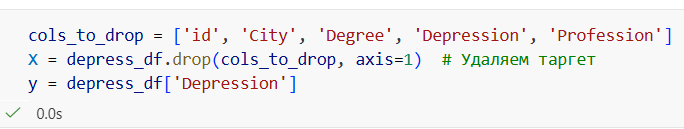 cols_to_drop = ['id', 'City', 'Degree', 'Depression', 'Profession']
X = depress_df.drop(cols_to_drop, axis=1)  # Удаляем таргет
y = depress_df['Depression']
0.0s